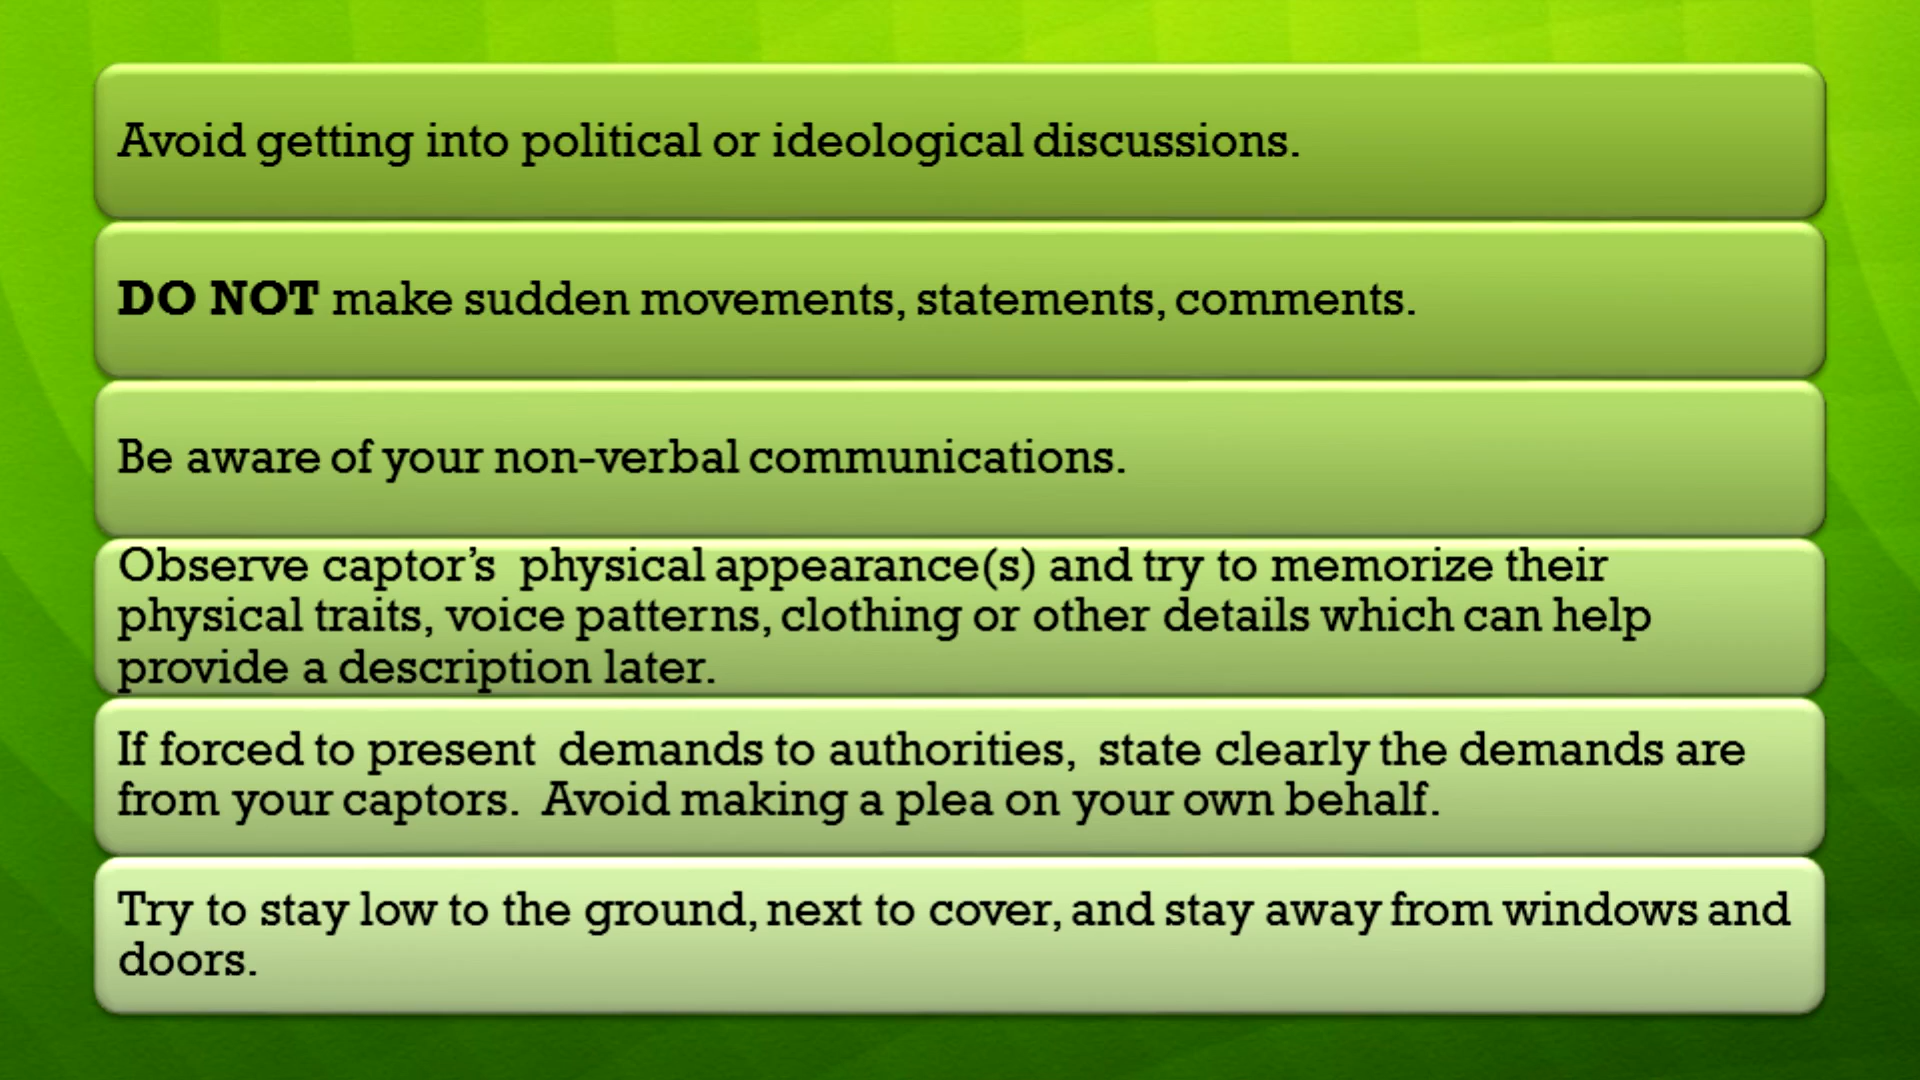 Avoid getting into political or ideological discussions.
DO NOT make sudden movements, statements, comments.
Be aware of your non-verbal communications.
Observe captor’s  physical appearance(s) and try to memorize their
physical traits, voice patterns, clothing or other details which can help
provide a description later.
If forced to present  demands to authorities,  state clearly the demands are
from your captors.  Avoid making a plea on your own behalf.
Try to stay low to the ground, next to cover, and stay away from windows and
doors.